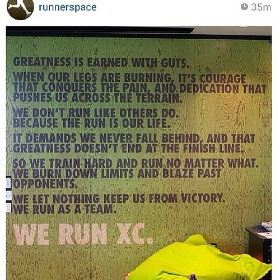 runnerspace
35m
GREATNESS IS EARNED WITH GUTS.
WHEN OUR LEGS ARE BURNING, IT'S COURAGE
THAT CONQUERS THE PAIN, AND DEDICATION THAT
PUSHES US ACROSS THE TERRAIN.
WE DON'T RUN LIKE OTHERS DO.
BECAUSE THE RUN IS OUR LIFE.
IT DEMANDS WE NEVER FALL BEHIND, AND THAT
GREATNESS DOESN'T END AT THE FINISH LINE.
SO WE TRAIN HARD AND RUN NO MATTER WHAT.
WE BURN DOWN LIMITS AND BLAZE PAST
OPPONENTS.
WE LET NOTHING KEEP US FROM VICTORY.
WE RUN AS A TEAM.
WE RUN XC.